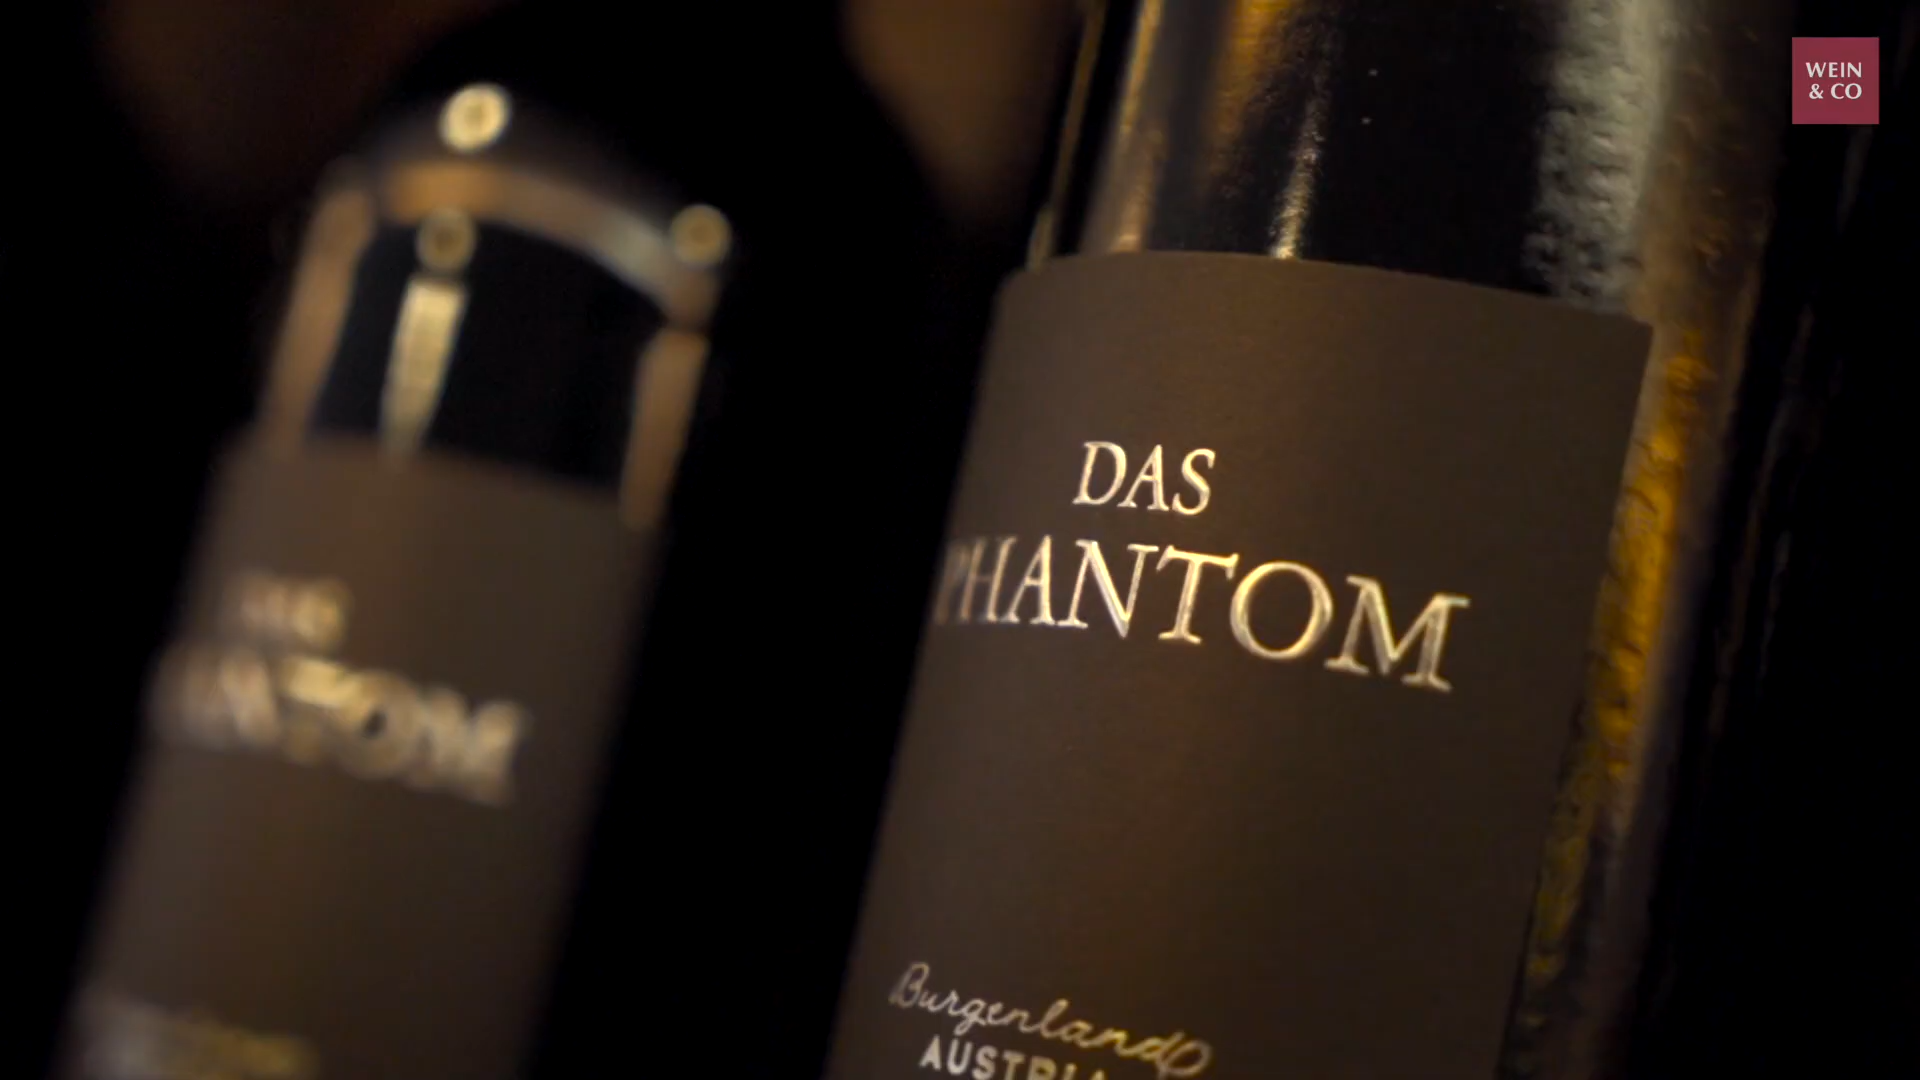 WEIN
& CO
DAS
PHANTOM
Burgenland
AUSTRIA